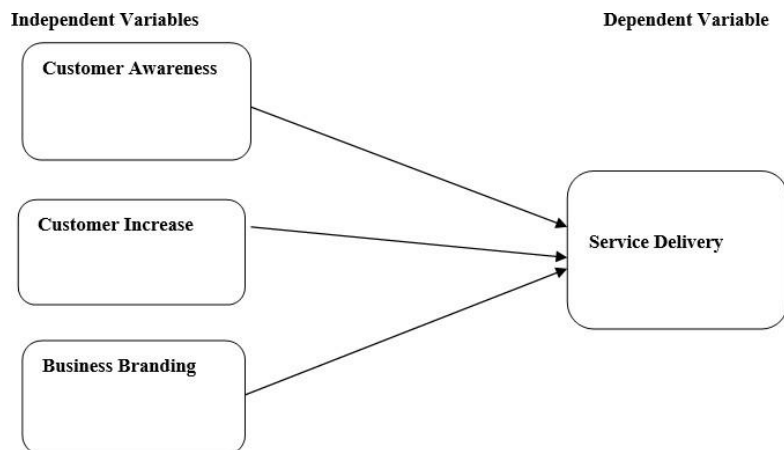 Independent Variables
Dependent Variable
Customer Awareness
Customer Increase
Service Delivery
Business Branding